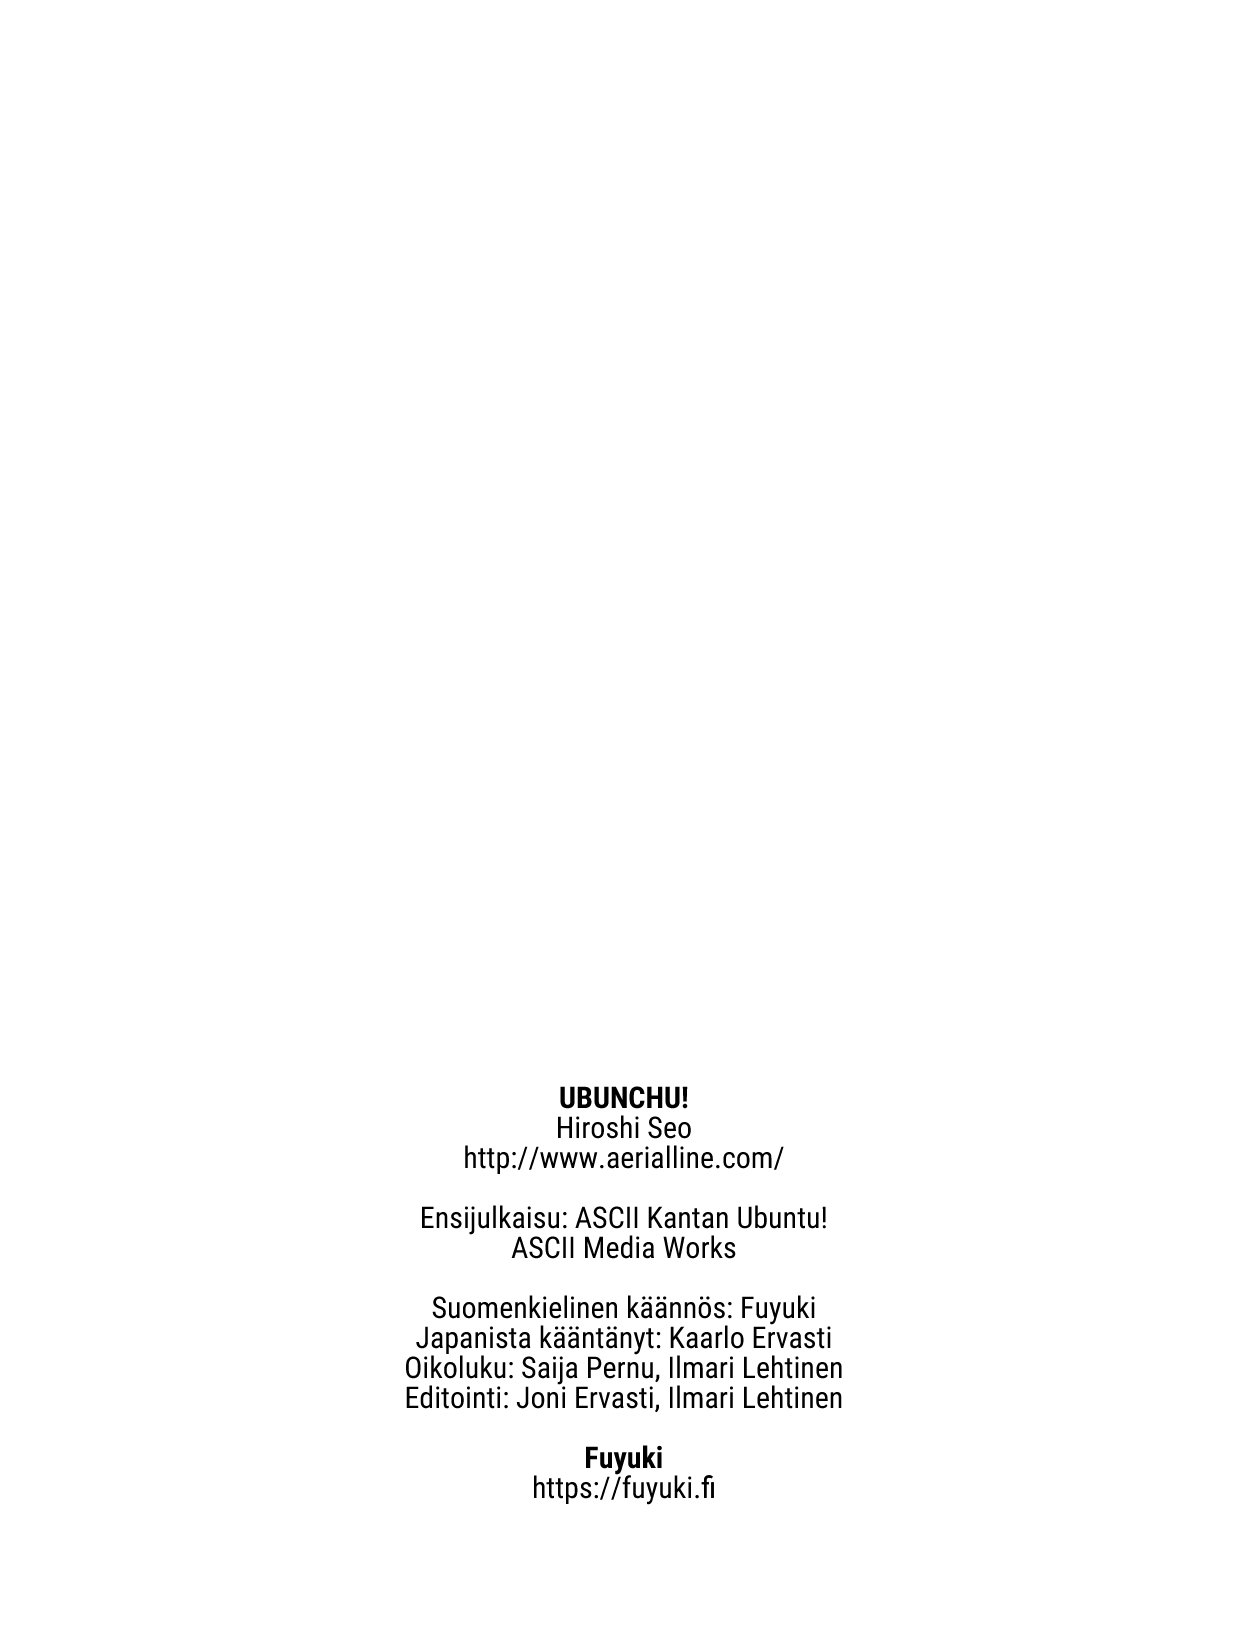 UBUNCHU!
Hiroshi Seo
http://www.aerialline.com/
Ensijulkaisu: ASCII Kantan Ubuntu!
ASCII Media Works
Suomenkielinen käännös: Fuyuki
Japanista kääntänyt: Kaarlo Ervasti
Oikoluku: Saija Pernu, Ilmari Lehtinen
Editointi: Joni Ervasti, Ilmari Lehtinen
Fuyuki
https://fuyuki.fi